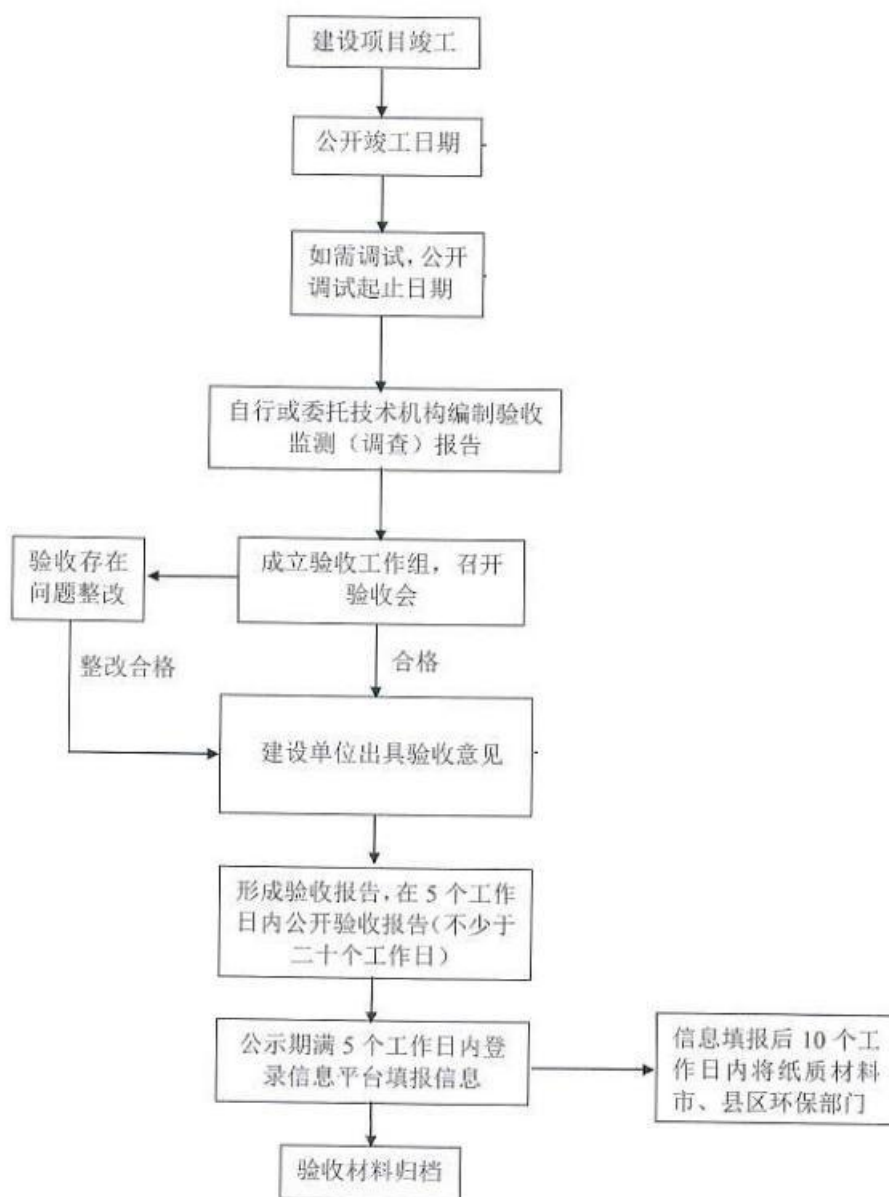 建设项目竣工
公开竣工日期
如需调试，公开
调试起止日期
自行或委托技术机构编制验收
监测（调查）报告
验收存在
问题整改
成立验收工作组，召开
验收会
整改合格
合格
建设单位出具验收意见
形成验收报告，在 5 个工作
日内公开验收报告（不少于
二十个工作日）
公示期满 5 个工作日内登
录信息平台填报信息
信息填报后 10 个工
作日内将纸质材料
市、县区环保部门
验收材料归档